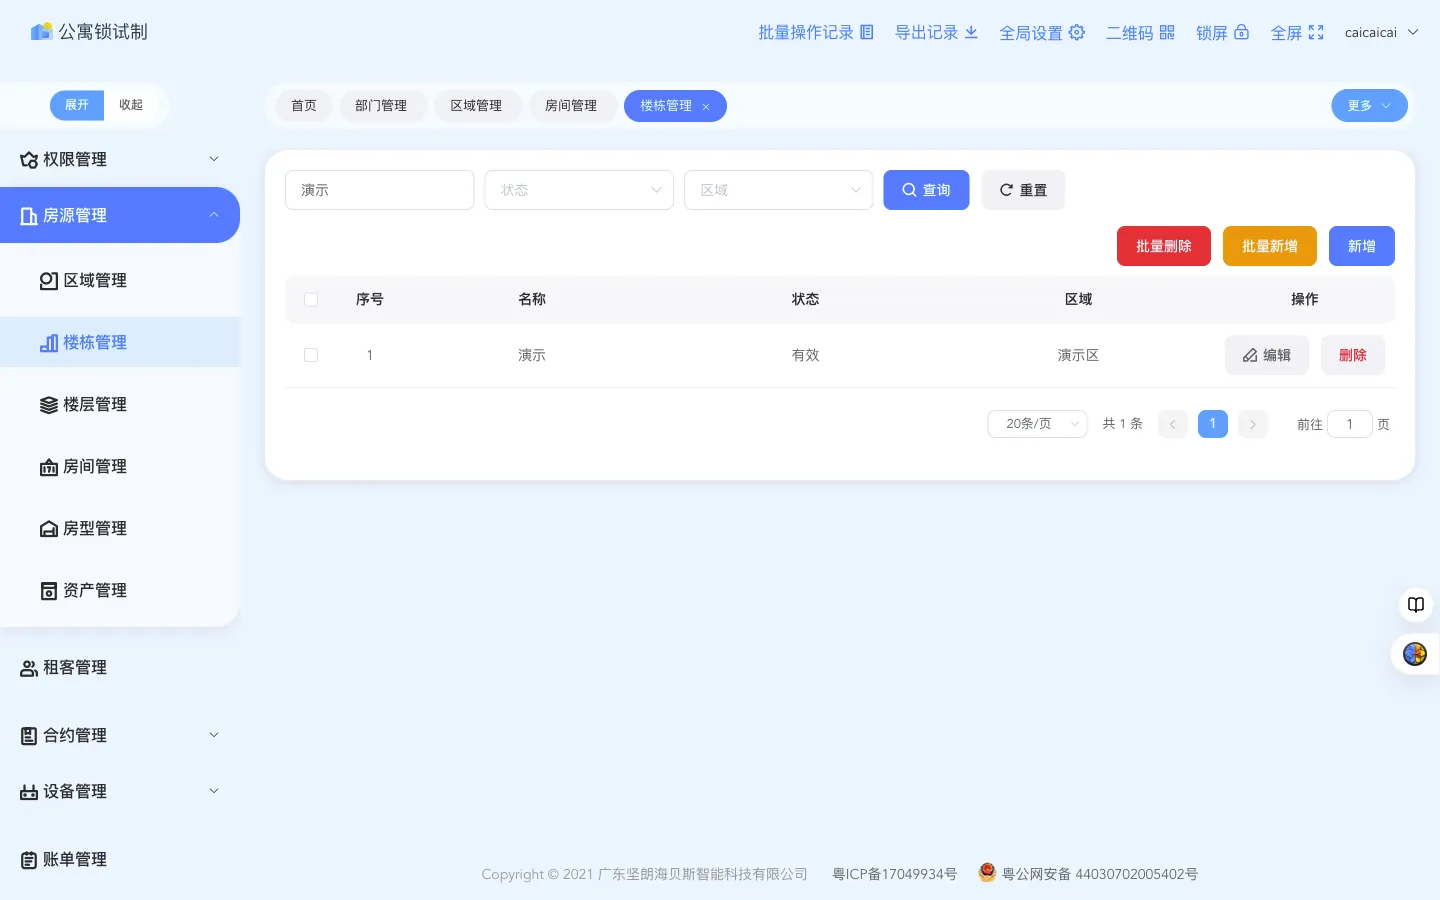 公寓锁试制
批量操作记录 导出记录 全局设置 二维码 锁屏 全屏 caicaicai
展开 收起
首页 部门管理 区域管理 房间管理 楼栋管理 × 更多
权限管理
房源管理
区域管理
楼栋管理
楼层管理
房间管理
房型管理
资产管理
租客管理
合约管理
设备管理
账单管理
演示 状态 区域 查询 重置
批量删除 批量新增 新增
序号 名称 状态 区域 操作
1 演示 有效 演示区 编辑 删除
20条/页 共 1 条 1 前往 1 页
Copyright © 2021 广东坚朗海贝斯智能科技有限公司 粤ICP备17049934号 粤公网安备 44030702005402号